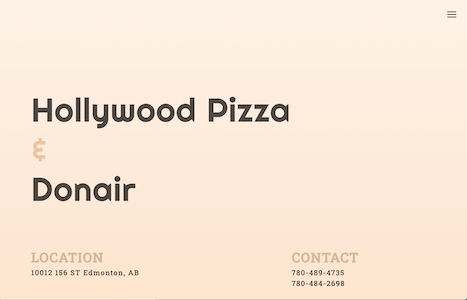 Hollywood Pizza
&
Donair
LOCATION
10012 156 ST Edmonton, AB
CONTACT
780-489-4735
780-484-2698